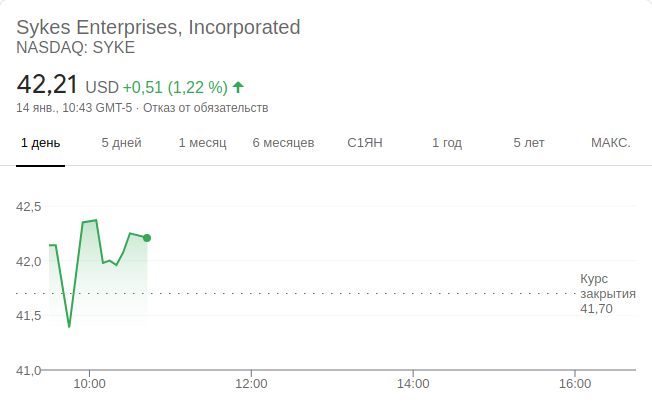 Sykes Enterprises, Incorporated
NASDAQ: SYKE
42,21 USD +0,51 (1,22 %)
14 янв., 10:43 GMT-5 · Отказ от обязательств
1 день 5 дней 1 месяц 6 месяцев С1ЯН 1 год 5 лет МАКС.
42,5
42,0
Курс
закрытия
41,70
41,5
41,0
10:00 12:00 14:00 16:00